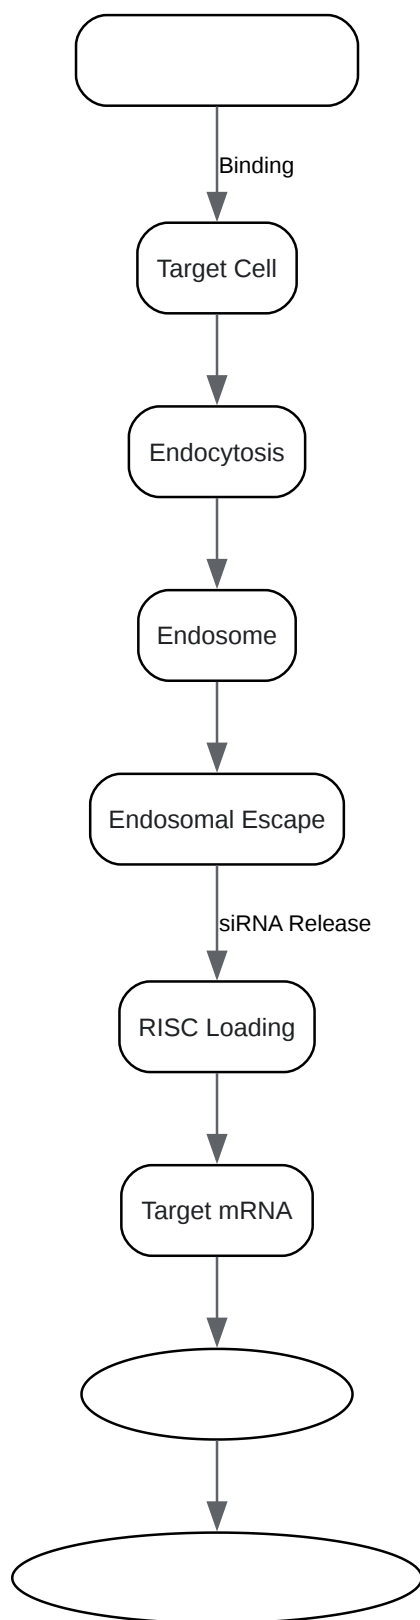 Binding
Target Cell
Endocytosis
Endosome
Endosomal Escape
siRNA Release
RISC Loading
Target mRNA